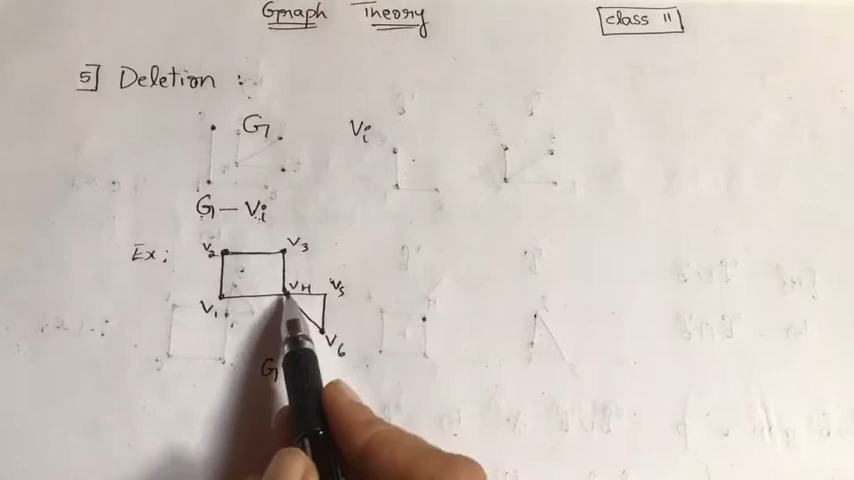 Graph Theory
class 11
5] Deletion :
G Vi
G - Vi
Ex:
V2 V3
V1 V4 V5
V6
G